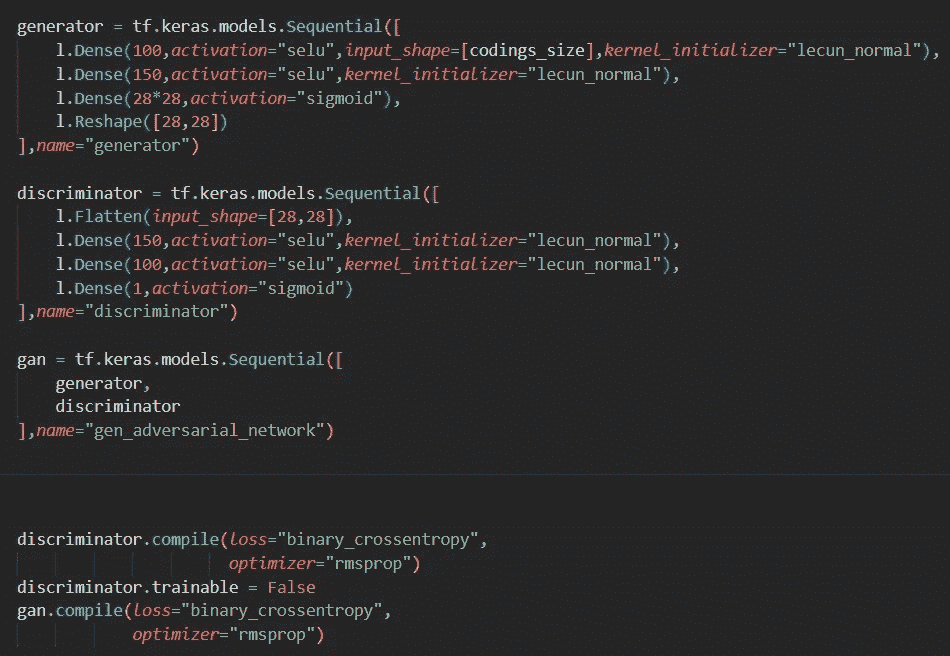 generator = tf.keras.models.Sequential([
    l.Dense(100,activation="selu",input_shape=[codings_size],kernel_initializer="lecun_normal"),
    l.Dense(150,activation="selu",kernel_initializer="lecun_normal"),
    l.Dense(28*28,activation="sigmoid"),
    l.Reshape([28,28])
],name="generator")
discriminator = tf.keras.models.Sequential([
    l.Flatten(input_shape=[28,28]),
    l.Dense(150,activation="selu",kernel_initializer="lecun_normal"),
    l.Dense(100,activation="selu",kernel_initializer="lecun_normal"),
    l.Dense(1,activation="sigmoid")
],name="discriminator")
gan = tf.keras.models.Sequential([
    generator,
    discriminator
],name="gen_adversarial_network")
discriminator.compile(loss="binary_crossentropy",
                      optimizer="rmsprop")
discriminator.trainable = False
gan.compile(loss="binary_crossentropy",
            optimizer="rmsprop")